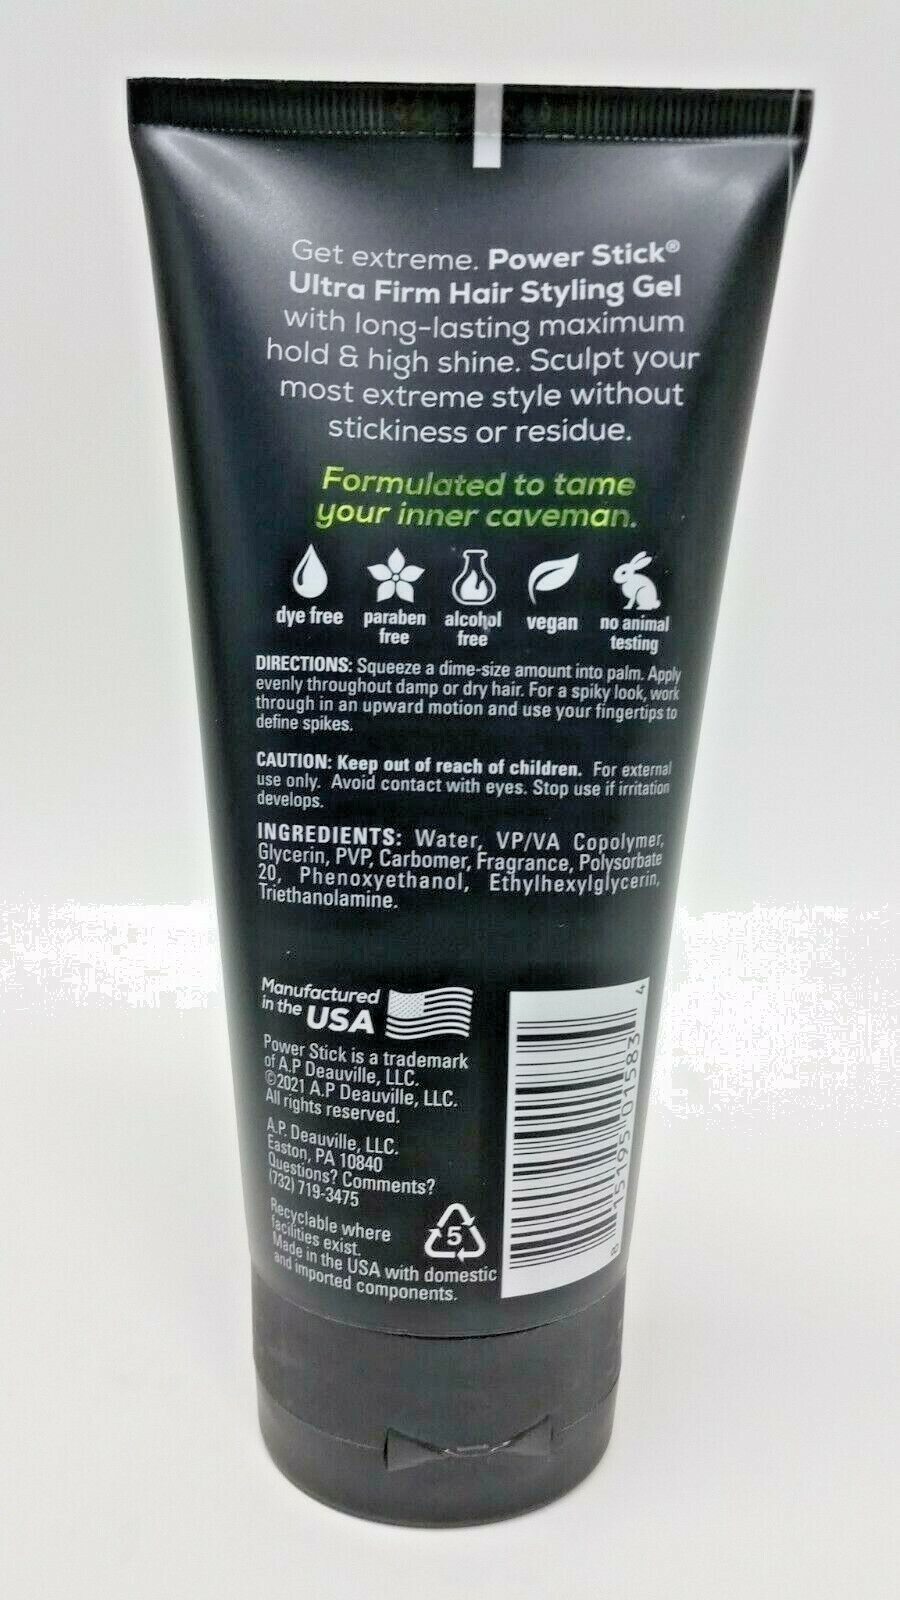 Get extreme. Power Stick®
Ultra Firm Hair Styling Gel
with long-lasting maximum
hold & high shine. Sculpt your
most extreme style without
stickiness or residue.
Formulated to tame
your inner caveman.
dye free
paraben
free
alcohol
free
vegan
no animal
testing
DIRECTIONS: Squeeze a dime-size amount into palm. Apply
evenly throughout damp or dry hair. For a spiky look, work
through in an upward motion and use your fingertips to
define spikes.
CAUTION: Keep out of reach of children. For external
use only. Avoid contact with eyes. Stop use if irritation
develops.
INGREDIENTS: Water, VP/VA Copolymer,
Glycerin, PVP, Carbomer, Fragrance, Polysorbate
20, Phenoxyethanol, Ethylhexylglycerin,
Triethanolamine.
Manufactured
in the USA
Power Stick is a trademark
of A.P Deauville, LLC.
©2021 A.P Deauville, LLC.
All rights reserved.
A.P. Deauville, LLC.
Easton, PA 10840
Questions? Comments?
(732) 719-3475
Recyclable where
facilities exist.
Made in the USA with domestic
and imported components.
5
8 15195 01583 4